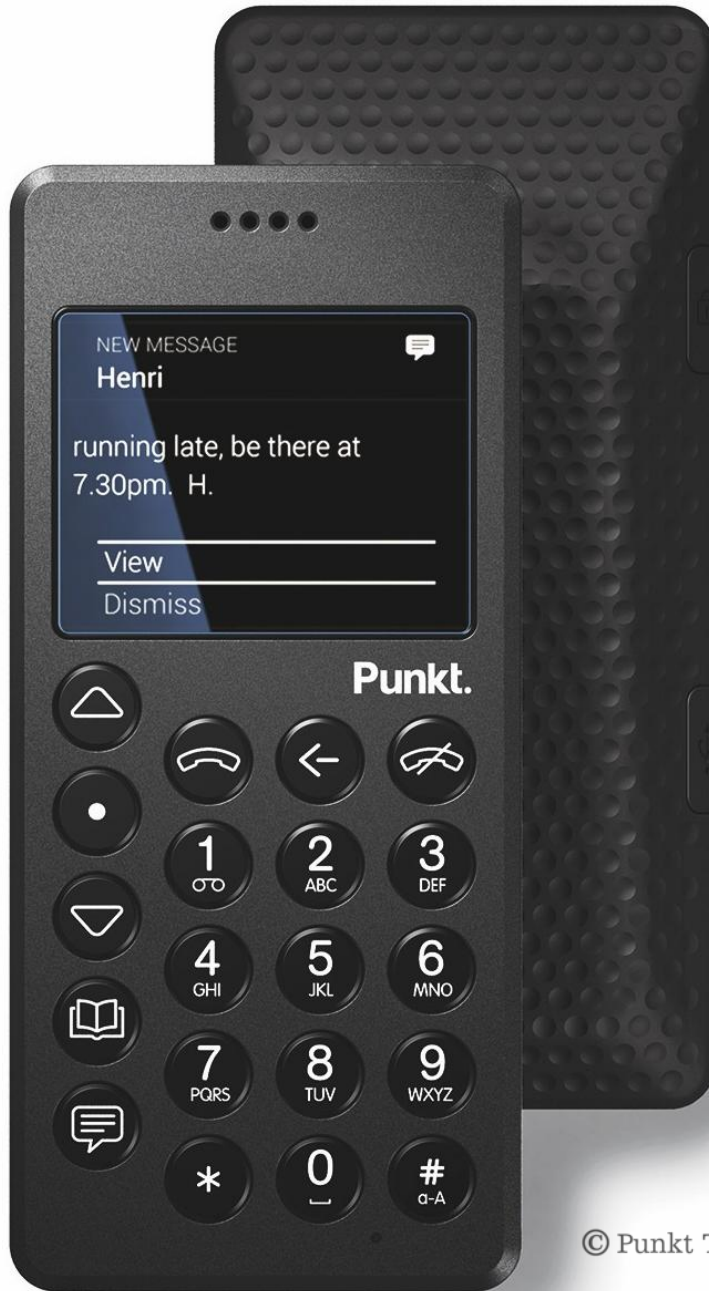 NEW MESSAGE
Henri
running late, be there at
7.30pm. H.
View
Dismiss
Punkt.
1
2 ABC
3 DEF
4 GHI
5 JKL
6 MNO
7 PQRS
8 TUV
9 WXYZ
*
0
# a-A
© Punkt